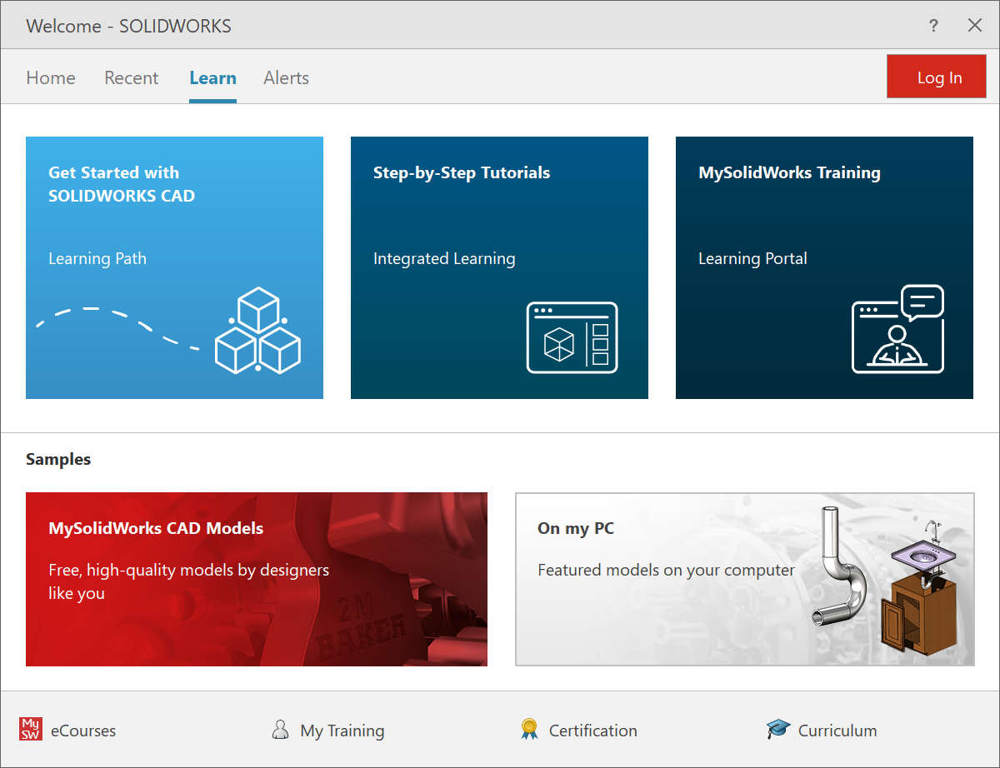 Welcome - SOLIDWORKS
?
Home
Recent
Learn
Alerts
Log In
Get Started with
SOLIDWORKS CAD
Learning Path
Step-by-Step Tutorials
Integrated Learning
MySolidWorks Training
Learning Portal
Samples
MySolidWorks CAD Models
Free, high-quality models by designers
like you
2M
BAKER
On my PC
Featured models on your computer
My
SW
eCourses
My Training
Certification
Curriculum